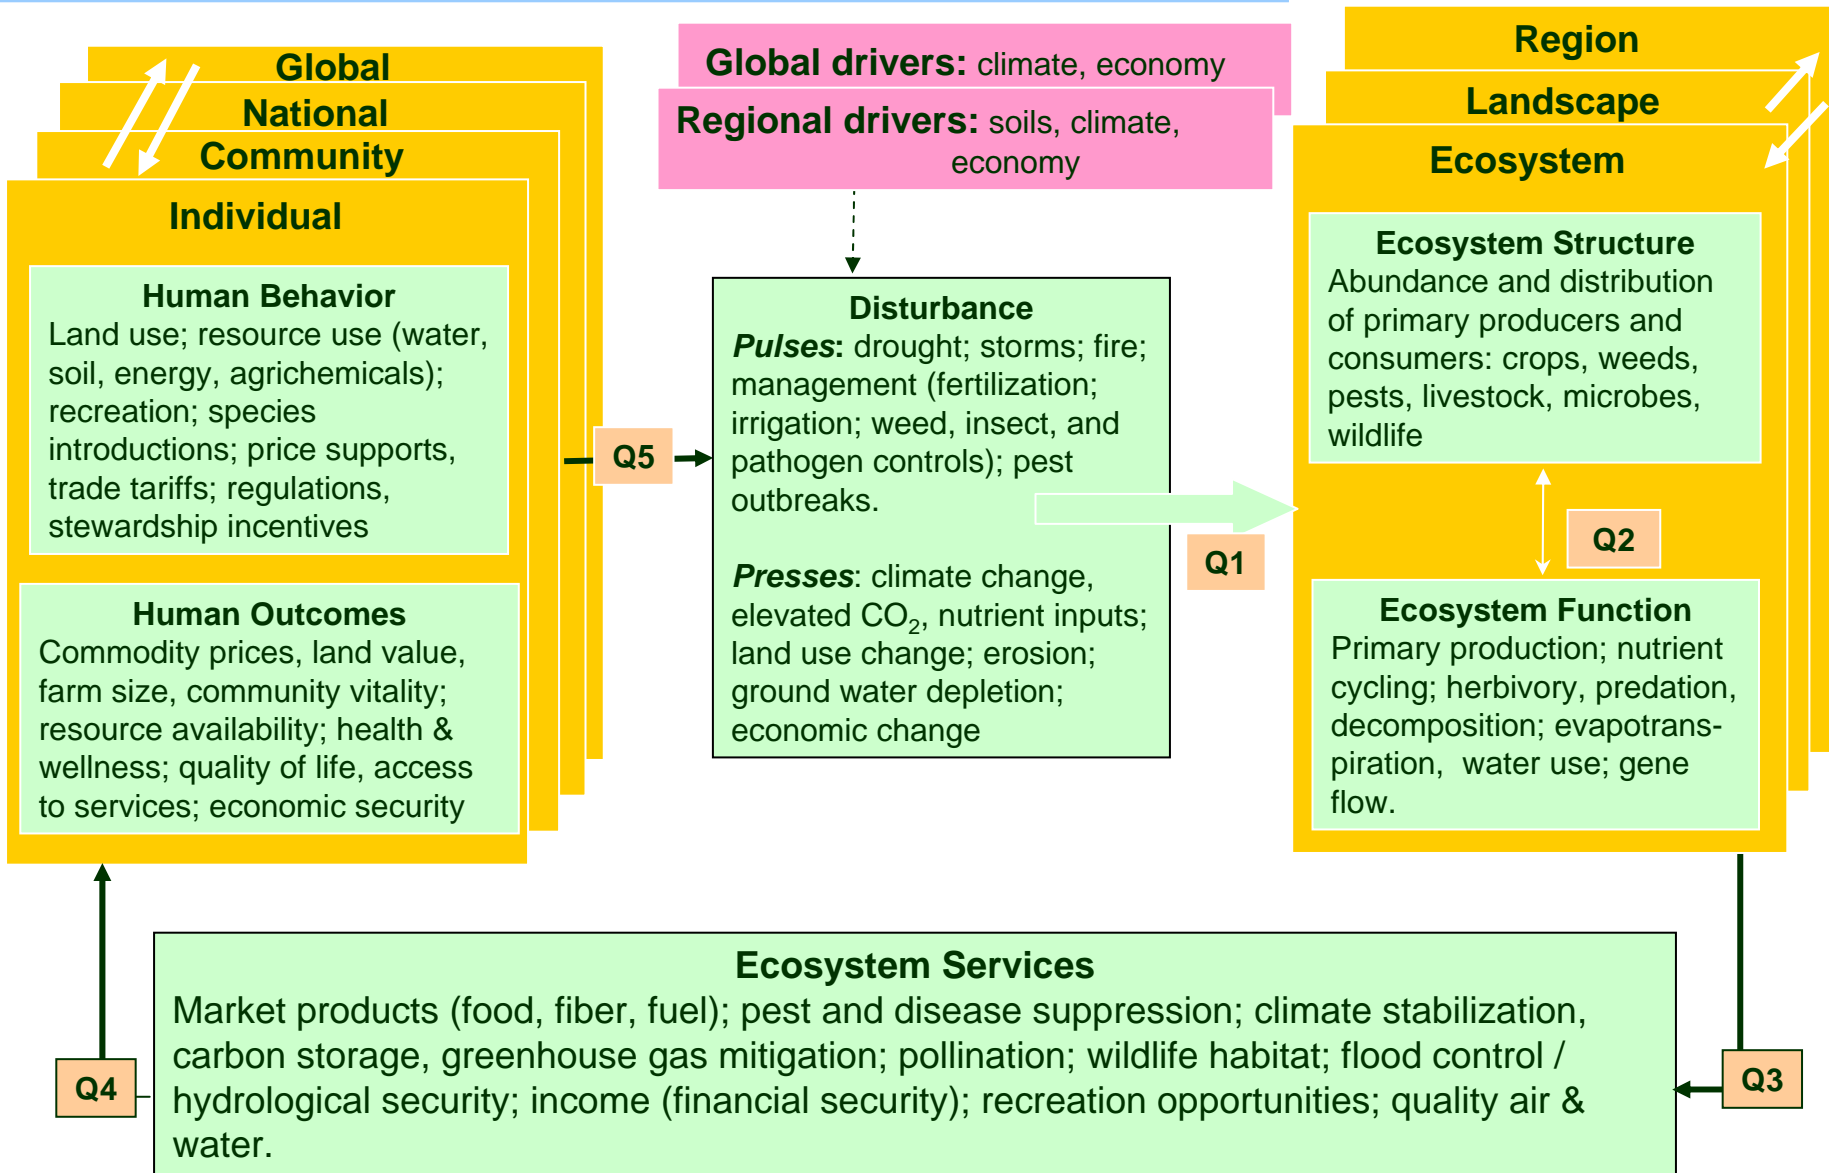 Global
National
Community
Individual
Human Behavior
Land use; resource use (water,
soil, energy, agrichemicals);
recreation; species
introductions; price supports,
trade tariffs; regulations,
stewardship incentives
Human Outcomes
Commodity prices, land value,
farm size, community vitality;
resource availability; health &
wellness; quality of life, access
to services; economic security
Global drivers: climate, economy
Regional drivers: soils, climate,
economy
Q5
Disturbance
Pulses: drought; storms; fire;
management (fertilization;
irrigation; weed, insect, and
pathogen controls); pest
outbreaks.
Presses: climate change,
elevated CO₂, nutrient inputs;
land use change; erosion;
ground water depletion;
economic change
Q1
Region
Landscape
Ecosystem
Ecosystem Structure
Abundance and distribution
of primary producers and
consumers: crops, weeds,
pests, livestock, microbes,
wildlife
Q2
Ecosystem Function
Primary production; nutrient
cycling; herbivory, predation,
decomposition; evapotrans-
piration, water use; gene
flow.
Q4
Ecosystem Services
Market products (food, fiber, fuel); pest and disease suppression; climate stabilization,
carbon storage, greenhouse gas mitigation; pollination; wildlife habitat; flood control /
hydrological security; income (financial security); recreation opportunities; quality air &
water.
Q3